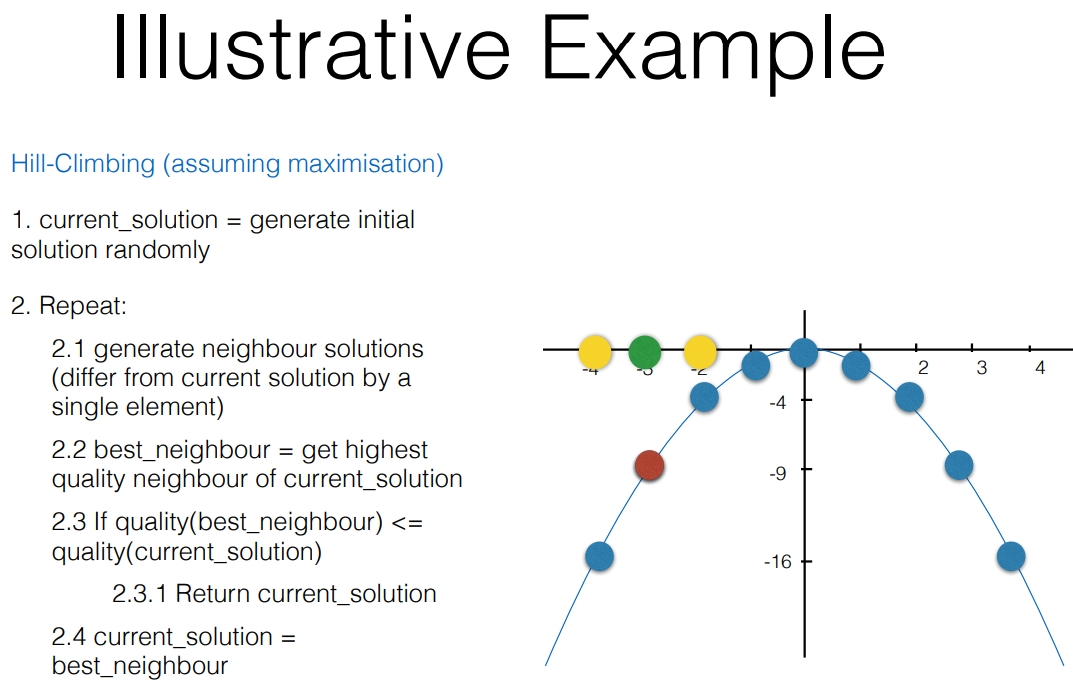 Illustrative Example
Hill-Climbing (assuming maximisation)
1. current_solution = generate initial
solution randomly
2. Repeat:
2.1 generate neighbour solutions
(differ from current solution by a
single element)
2.2 best_neighbour = get highest
quality neighbour of current_solution
2.3 If quality(best_neighbour) <=
quality(current_solution)
2.3.1 Return current_solution
2.4 current_solution =
best_neighbour
-4 -3 -2 2 3 4
-4
-9
-16